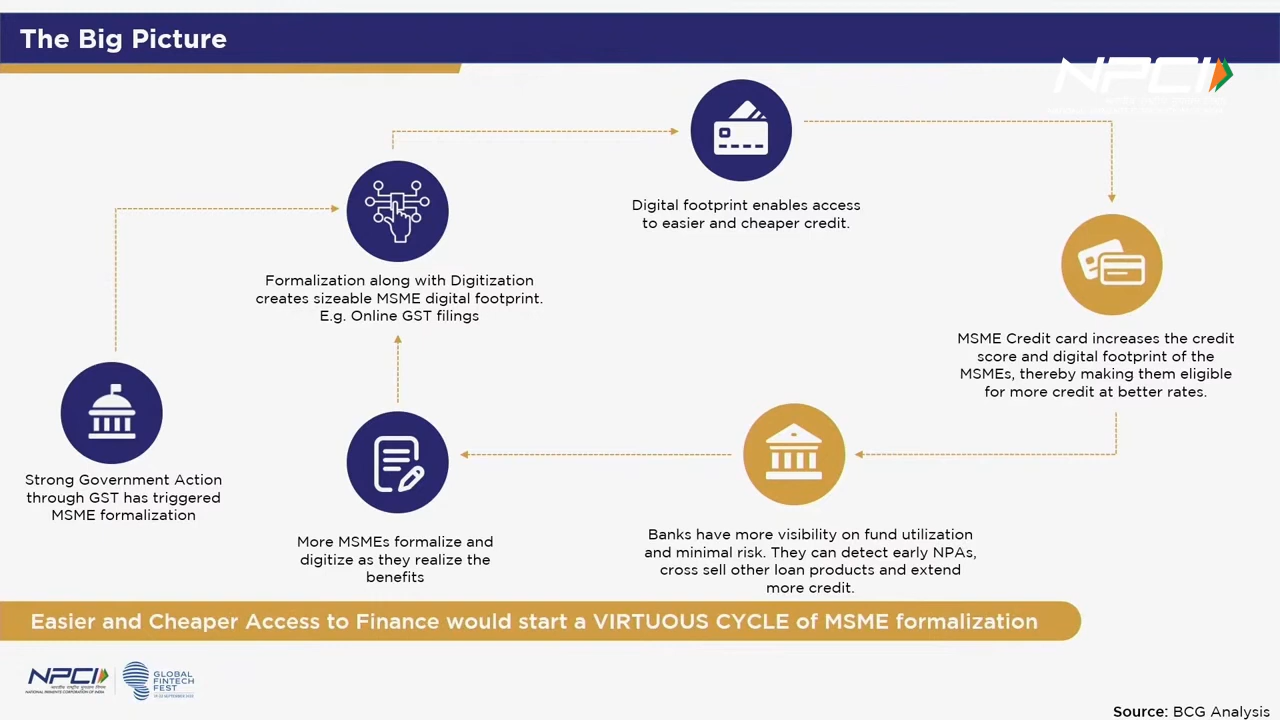 The Big Picture
NPCI
Digital footprint enables access
to easier and cheaper credit.
Formalization along with Digitization
creates sizeable MSME digital footprint.
E.g. Online GST filings
MSME Credit card increases the credit
score and digital footprint of the
MSMEs, thereby making them eligible
for more credit at better rates.
Strong Government Action
through GST has triggered
MSME formalization
More MSMEs formalize and
digitize as they realize the
benefits
Banks have more visibility on fund utilization
and minimal risk. They can detect early NPAs,
cross sell other loan products and extend
more credit.
Easier and Cheaper Access to Finance would start a VIRTUOUS CYCLE of MSME formalization
NPCI
NATIONAL PAYMENTS CORPORATION OF INDIA
GLOBAL
FINTECH
FEST
Source: BCG Analysis